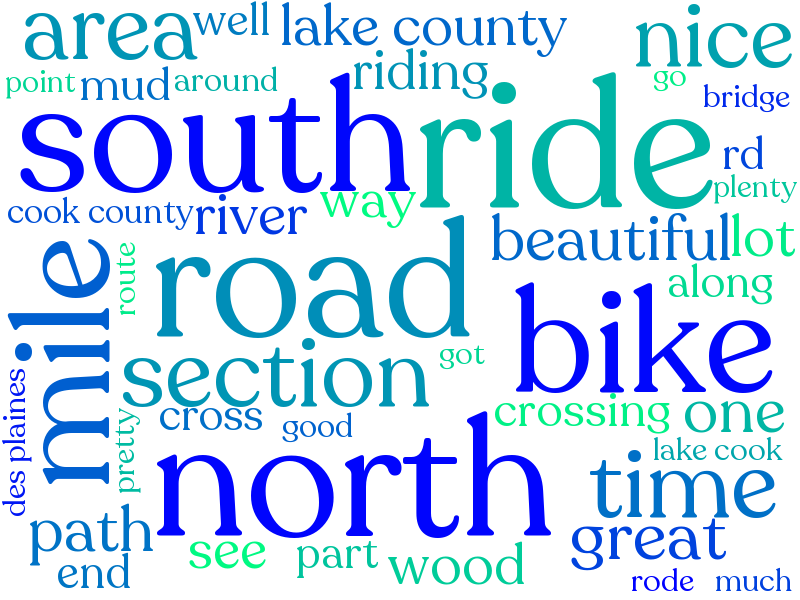 area
well
lake county
nice
point
mud
around
riding
go
bridge
south
ride
rd
plenty
cook county
river
way
beautiful
lot
mile
route
road
along
bike
section
got
des plaines
pretty
cross
good
crossing
one
north
lake cook
time
path
see
part
wood
great
end
rode
much